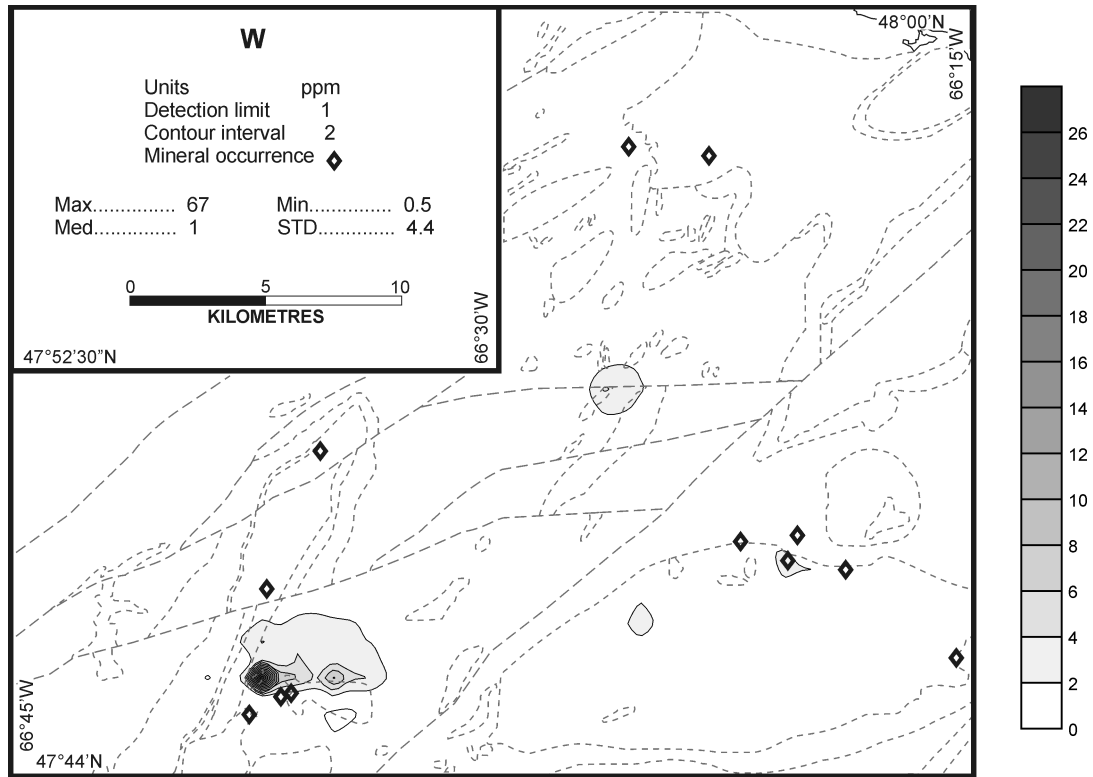 W
Units ppm
Detection limit 1
Contour interval 2
Mineral occurrence
Max............... 67 Min............... 0.5
Med............... 1 STD.............. 4.4
0 5 10
KILOMETRES
47°52'30"N
66°30'W
48°00'N
66°15'W
66°45'W
47°44'N
26
24
22
20
18
16
14
12
10
8
6
4
2
0